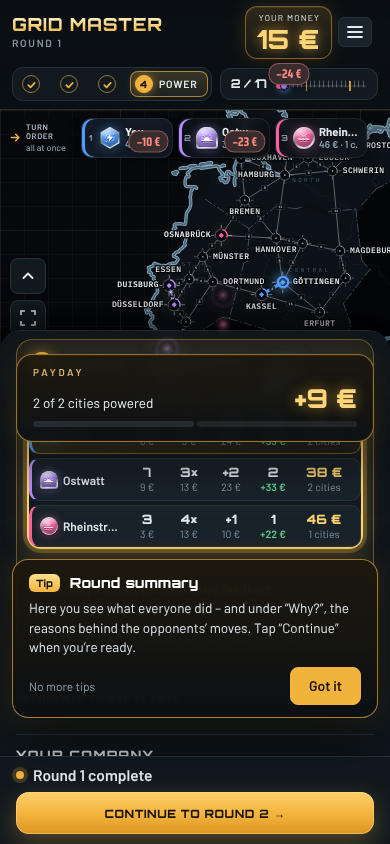 GRID MASTER
ROUND 1
YOUR MONEY
15 €
4 POWER
2 / 17
−24 €
TURN
ORDER
all at once
1 You
−10 €
2
−23 €
3 Rhein…
46 € · 1 c.
HAMBURG
SCHWERIN
NORTH
BREMEN
OSNABRÜCK
HANNOVER
MÜNSTER
ESSEN
DUISBURG
DORTMUND
GÖTTINGEN
DÜSSELDORF
KASSEL
ERFURT
PAYDAY
2 of 2 cities powered
+9 €
Ostwatt 7 3x +2 2 38 €
9 € 13 € 23 € +33 € 2 cities
Rheinstr… 3 4x +1 1 46 €
3 € 13 € 10 € +22 € 1 cities
Tip Round summary
Here you see what everyone did – and under “Why?”, the
reasons behind the opponents’ moves. Tap “Continue”
when you’re ready.
No more tips
Got it
YOUR COMPANY
Round 1 complete
CONTINUE TO ROUND 2 →